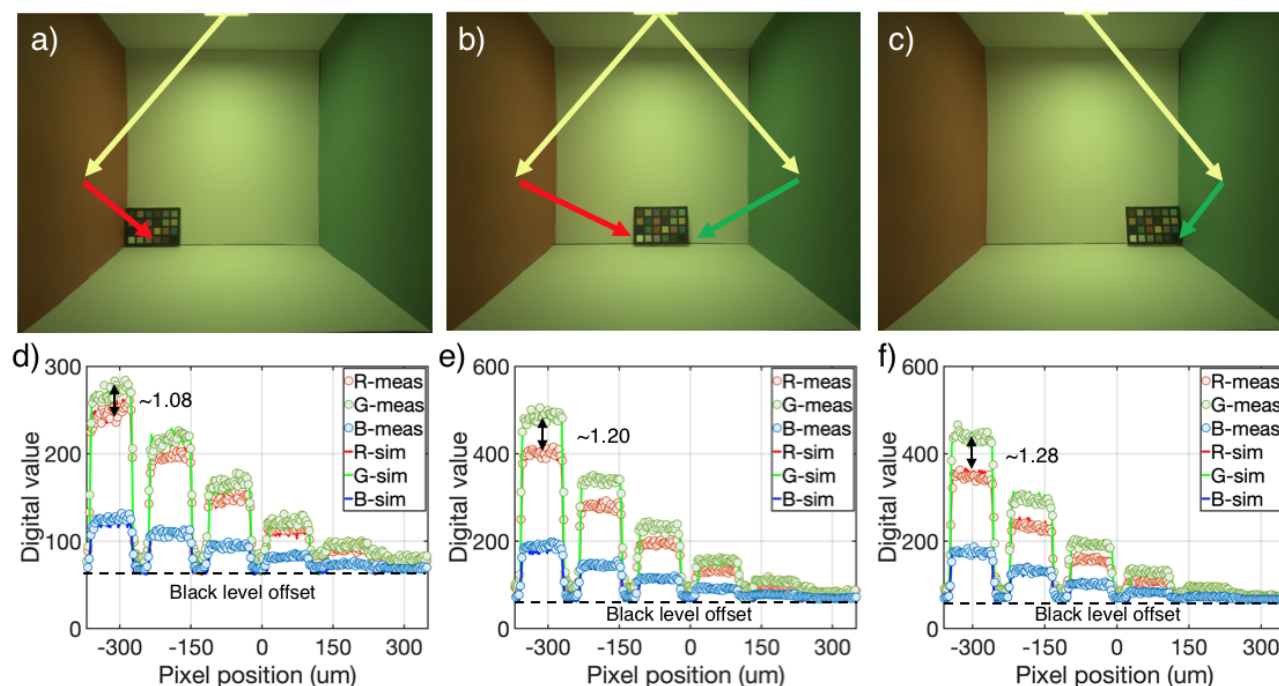 a)
b)
c)
d)
300
200
100
0
Digital value
~1.08
R-meas
G-meas
B-meas
R-sim
G-sim
B-sim
Black level offset
-300 -150 0 150 300
Pixel position (um)
e)
600
400
200
0
Digital value
~1.20
R-meas
G-meas
B-meas
R-sim
G-sim
B-sim
Black level offset
-300 -150 0 150 300
Pixel position (um)
f)
600
400
200
0
Digital value
~1.28
R-meas
G-meas
B-meas
R-sim
G-sim
B-sim
Black level offset
-300 -150 0 150 300
Pixel position (um)